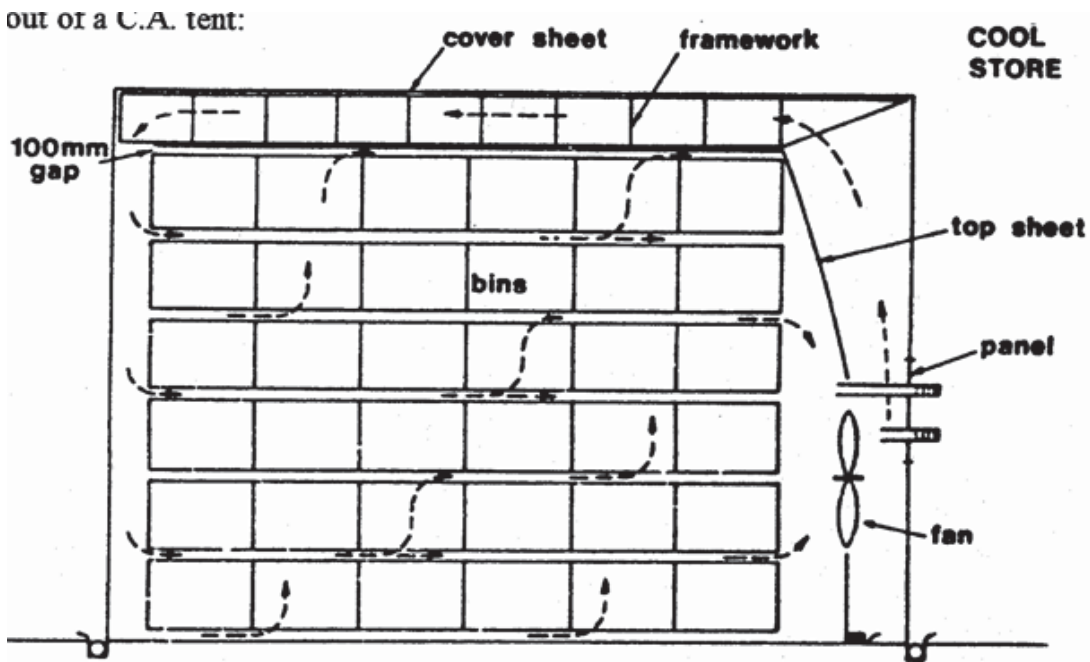 out of a C.A. tent:
cover sheet
framework
COOL
STORE
100mm
gap
top sheet
bins
panel
fan